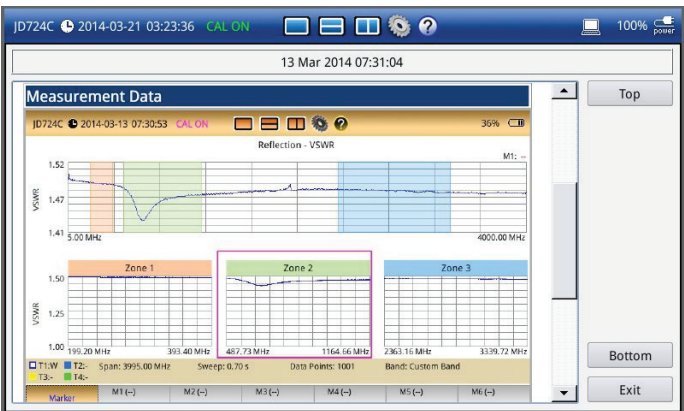 JD724C 2014-03-21 03:23:36 CAL ON ? 100% power
13 Mar 2014 07:31:04
Measurement Data
Top
JD724C 2014-03-13 07:30:53 CAL ON ? 36%
Reflection - VSWR
M1: --
1.52
VSWR
1.47
1.41
5.00 MHz 4000.00 MHz
Zone 1 Zone 2 Zone 3
1.50
VSWR
1.25
1.00
199.20 MHz 393.40 MHz 487.73 MHz 1164.66 MHz 2363.16 MHz 3339.72 MHz
T1:W T2:- Span: 3995.00 MHz Sweep: 0.70 s Data Points: 1001 Band: Custom Band
T3:- T4:-
Marker M1 (--) M2 (--) M3 (--) M4 (--) M5 (--) M6 (--)
Bottom
Exit